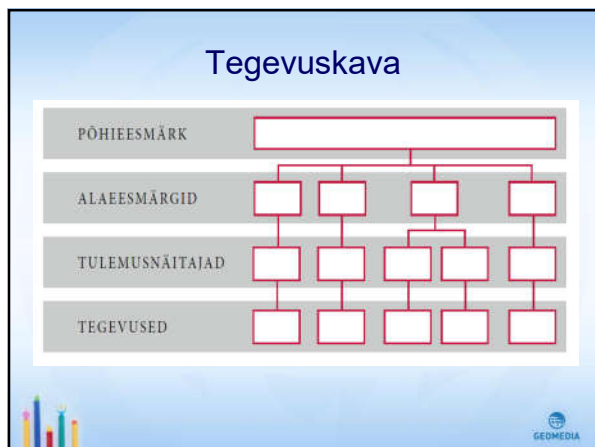 Tegevuskava
PÕHIEESMÄRK
ALAEESMÄRGID
TULEMUSNÄITAJAD
TEGEVUSED
GEOMEDIA